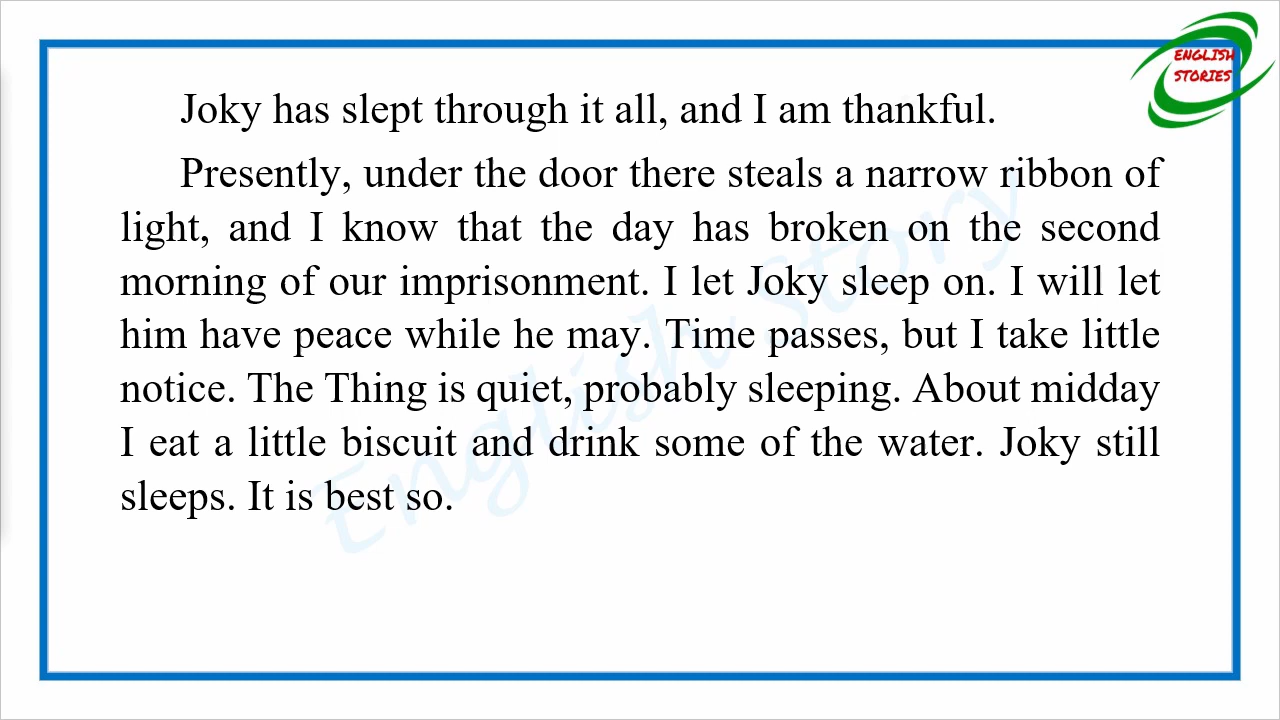 ENGLISH
STORIES
Joky has slept through it all, and I am thankful.
Presently, under the door there steals a narrow ribbon of
light, and I know that the day has broken on the second
morning of our imprisonment. I let Joky sleep on. I will let
him have peace while he may. Time passes, but I take little
notice. The Thing is quiet, probably sleeping. About midday
I eat a little biscuit and drink some of the water. Joky still
sleeps. It is best so.
English Story